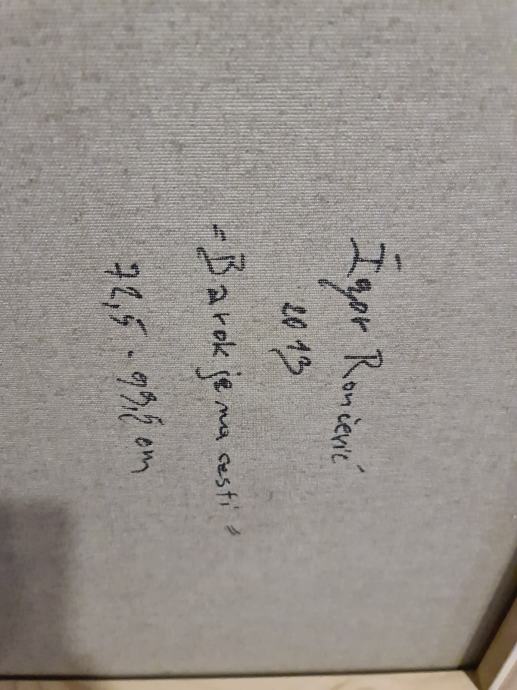 Igor Rončević
2013
"Barok je na cesti"
72,5 · 99,2 cm